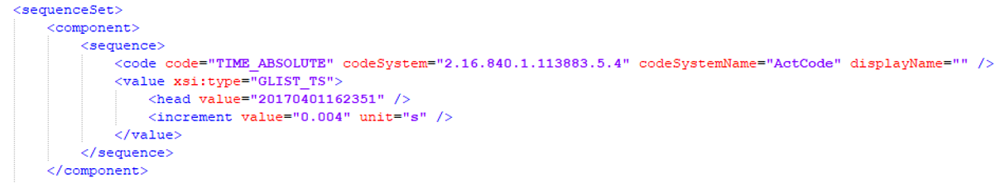 <sequenceSet>
<component>
<sequence>
<code code="TIME_ABSOLUTE" codeSystem="2.16.840.1.113883.5.4" codeSystemName="ActCode" displayName="" />
<value xsi:type="GLIST_TS">
<head value="20170401162351" />
<increment value="0.004" unit="s" />
</value>
</sequence>
</component>